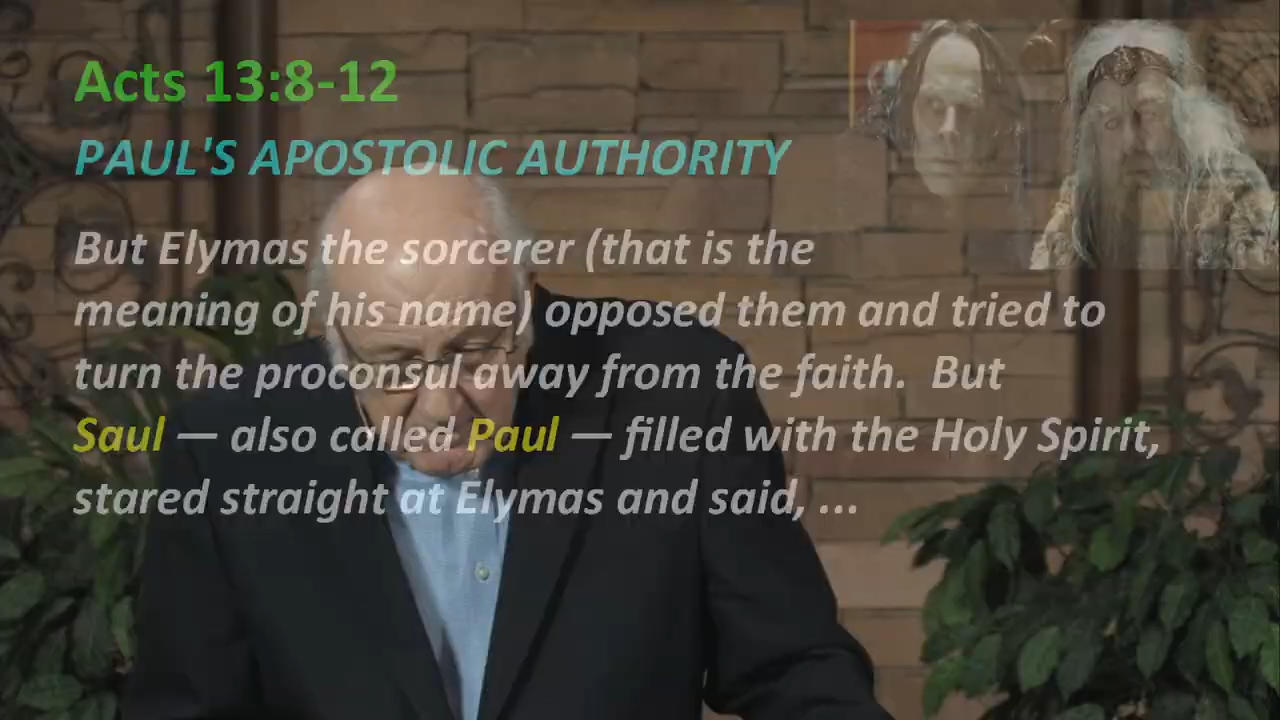 Acts 13:8-12
PAUL'S APOSTOLIC AUTHORITY
But Elymas the sorcerer (that is the
meaning of his name) opposed them and tried to
turn the proconsul away from the faith.  But
Saul — also called Paul — filled with the Holy Spirit,
stared straight at Elymas and said, ...